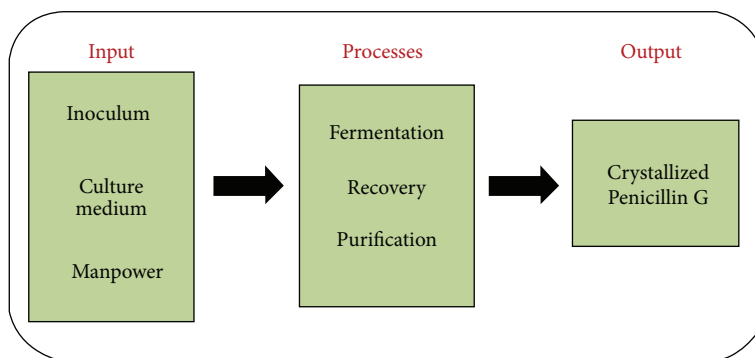 Input
Inoculum
Culture
medium
Manpower
Processes
Fermentation
Recovery
Purification
Output
Crystallized
Penicillin G